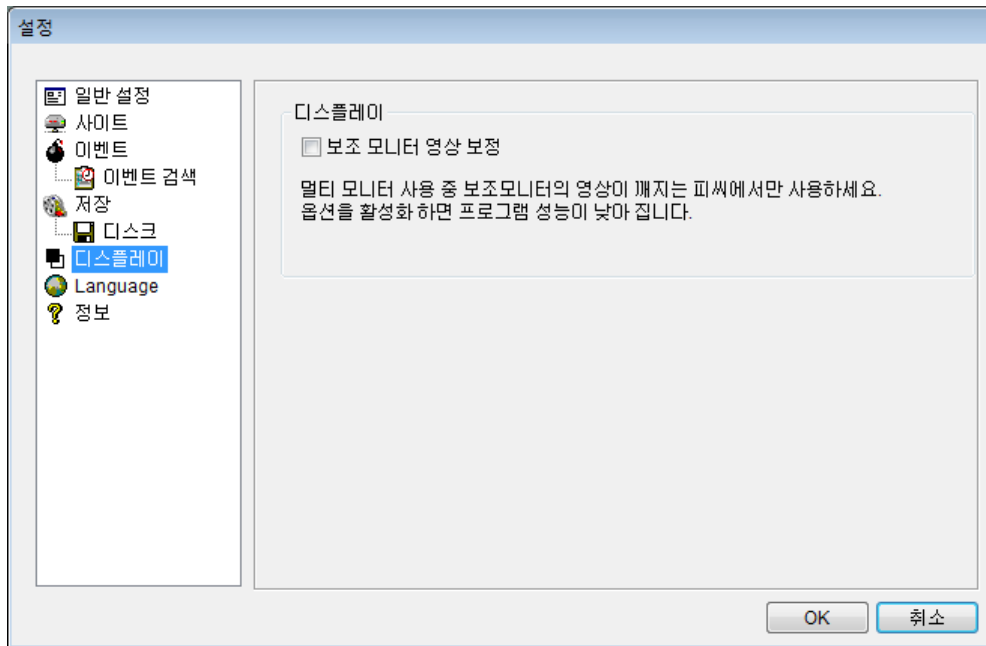 설정
일반 설정
사이트
이벤트
이벤트 검색
저장
디스크
디스플레이
Language
정보
디스플레이
보조 모니터 영상 보정
멀티 모니터 사용 중 보조모니터의 영상이 깨지는 피씨에서만 사용하세요.
옵션을 활성화 하면 프로그램 성능이 낮아 집니다.
OK
취소